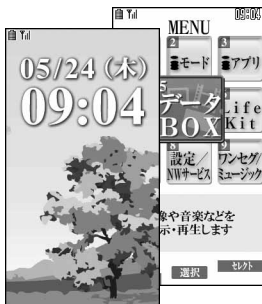 05/24 (木)
09:04
09:04
MENU
2
iモード
3
iアプリ
5
データ
BOX
Life
Kit
8
設定/
NWサービス
9
ワンセグ/
ミュージック
像や音楽などを
示・再生します
選択
セレクト